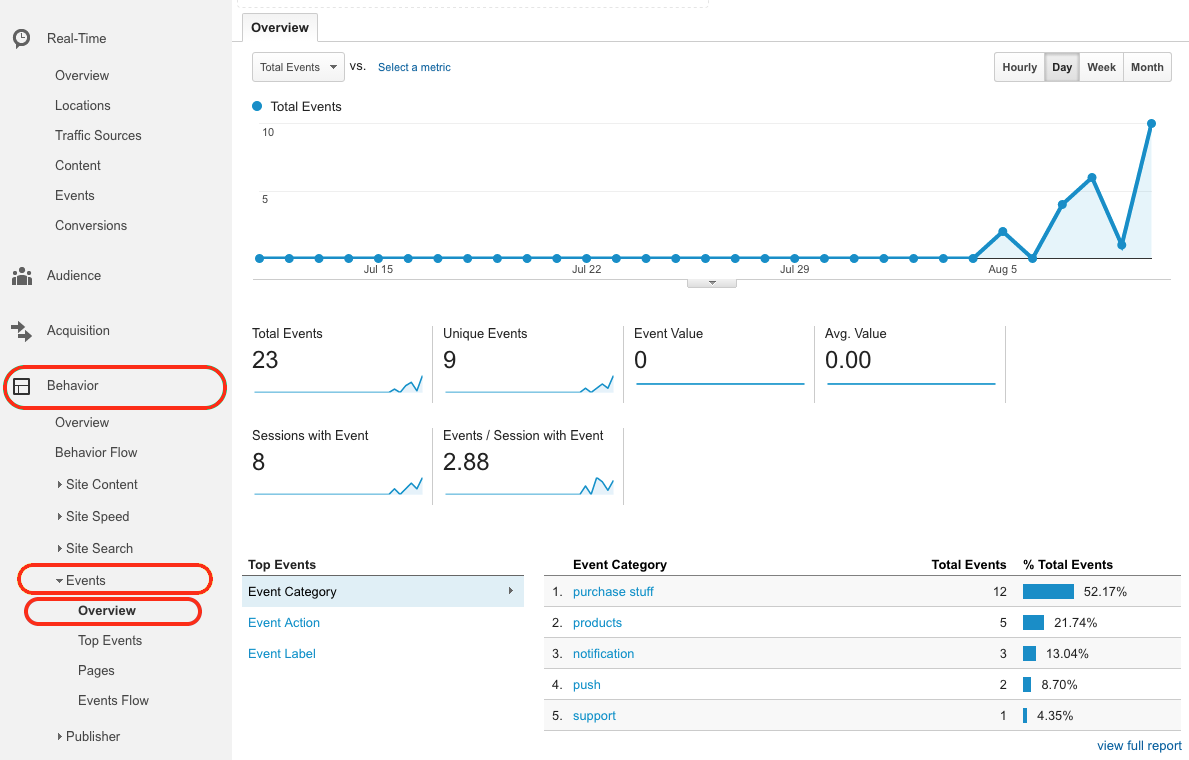 Real-Time
Overview
Locations
Traffic Sources
Content
Events
Conversions
Audience
Acquisition
Behavior
Overview
Behavior Flow
Site Content
Site Speed
Site Search
Events
Overview
Top Events
Pages
Events Flow
Publisher
Overview
Total Events vs. Select a metric
Hourly Day Week Month
Total Events
10
5
Jul 15 Jul 22 Jul 29 Aug 5
Total Events Unique Events Event Value Avg. Value
23 9 0 0.00
Sessions with Event Events / Session with Event
8 2.88
Top Events
Event Category
Event Action
Event Label
Event Category Total Events % Total Events
1. purchase stuff 12 52.17%
2. products 5 21.74%
3. notification 3 13.04%
4. push 2 8.70%
5. support 1 4.35%
view full report